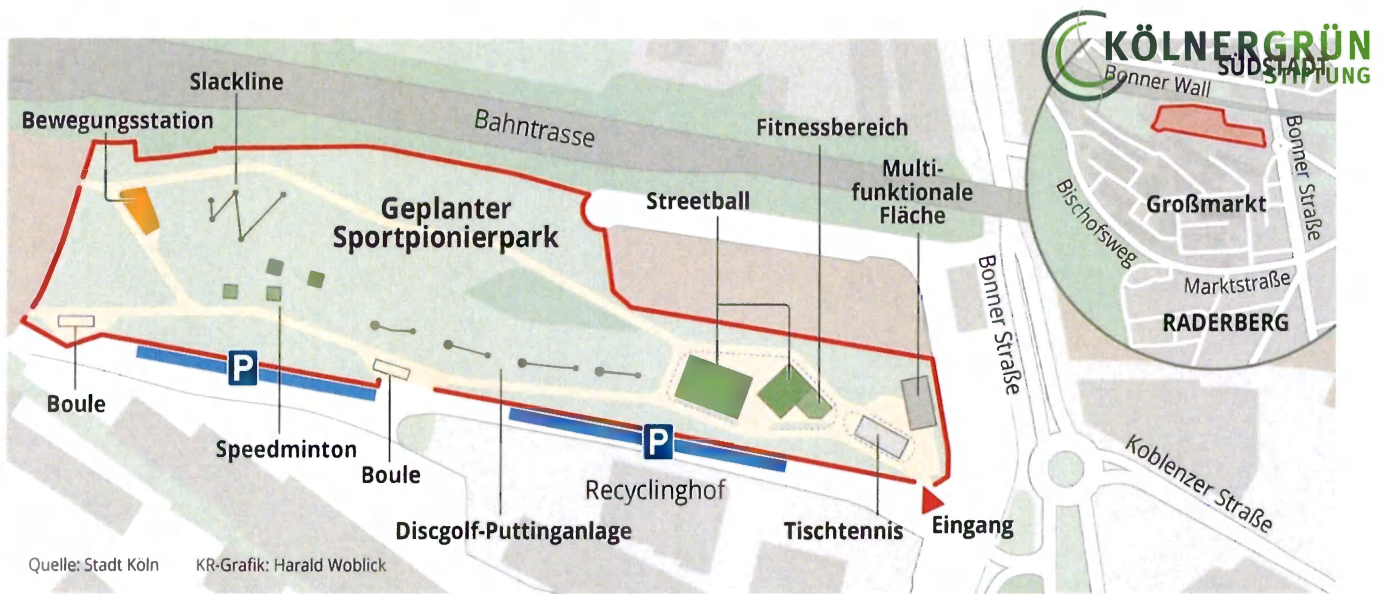 KÖLNERGRÜN
STIFTUNG
SÜDSTADT
Bonner Wall
Bonner Straße
Bischofsweg
Großmarkt
Marktstraße
RADERBERG
Slackline
Bewegungsstation
Bahntrasse
Fitnessbereich
Multi-
funktionale
Fläche
Streetball
Geplanter
Sportpionierpark
Bonner Straße
P
Boule
Speedminton
Boule
P
Recyclinghof
Koblenzer Straße
Discgolf-Puttinganlage
Tischtennis
Eingang
Quelle: Stadt Köln
KR-Grafik: Harald Woblick